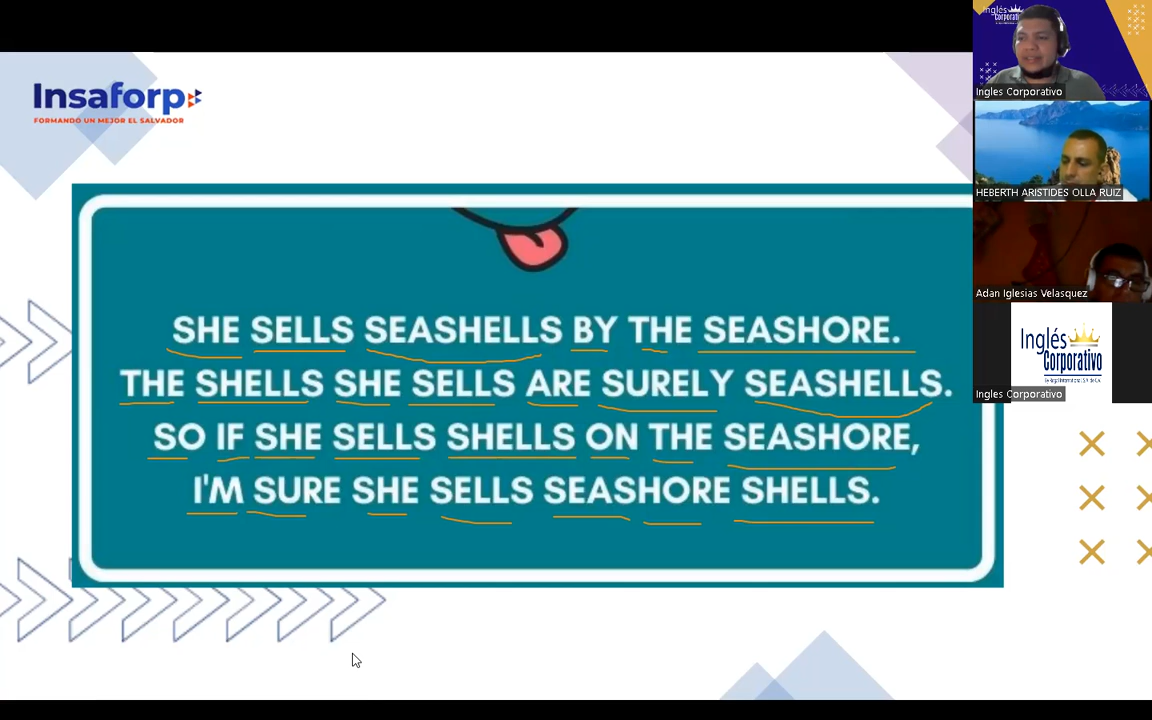 Insaforp
FORMANDO UN MEJOR EL SALVADOR
SHE SELLS SEASHELLS BY THE SEASHORE.
THE SHELLS SHE SELLS ARE SURELY SEASHELLS.
SO IF SHE SELLS SHELLS ON THE SEASHORE,
I'M SURE SHE SELLS SEASHORE SHELLS.
Inglés
Corporativo
Ingles Corporativo
HEBERTH ARISTIDES OLLA RUIZ
Adan Iglesias Velasquez
Inglés
Corporativo
Ingles Corporativo